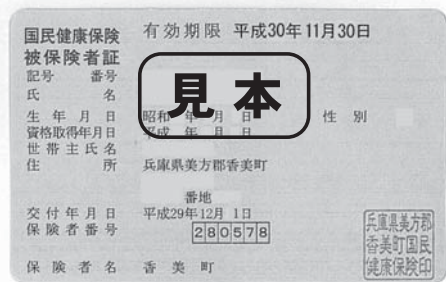 国民健康保険
被保険者証
有効期限 平成30年11月30日
記号 番号
氏 名
見本
生年月日 昭和 年 月 日 性 別
資格取得年月日 平成 年 月 日
世帯主氏名
住 所 兵庫県美方郡香美町
番地
交付年月日 平成29年12月 1日
保険者番号 280578
保険者名 香美町
兵庫県美方郡
香美町国民
健康保険印